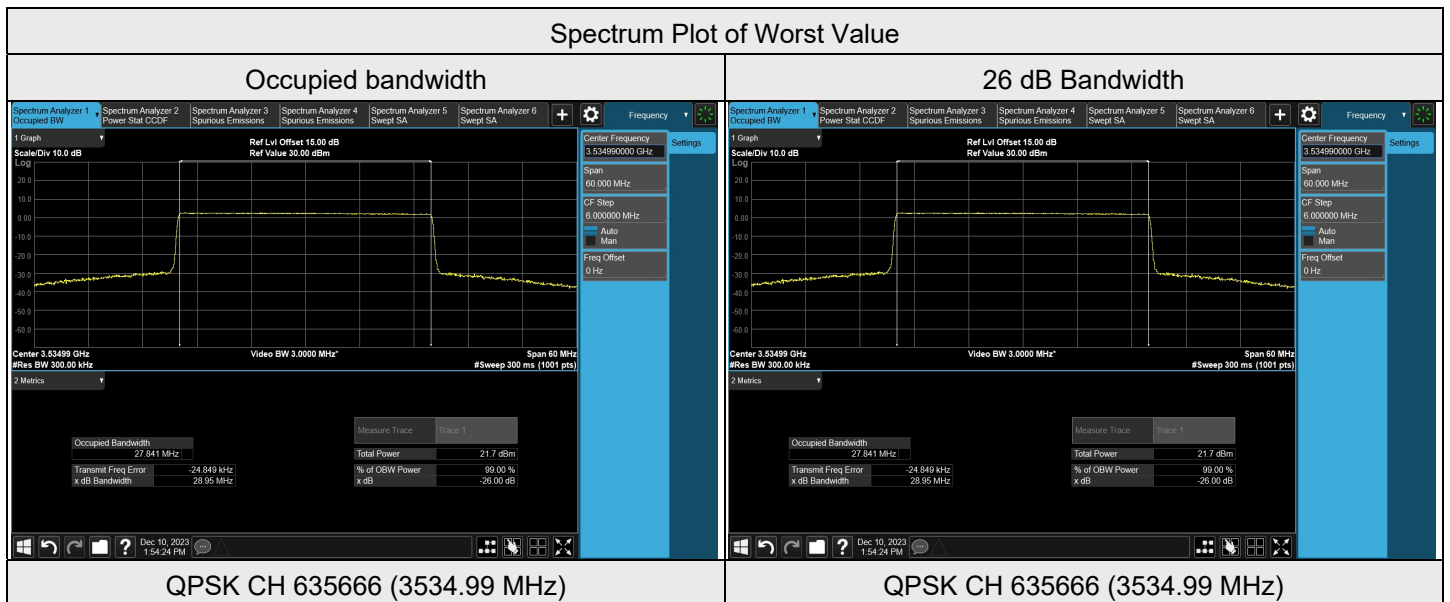 Spectrum Plot of Worst Value
Occupied bandwidth
26 dB Bandwidth
Spectrum Analyzer 1
Occupied BW
Spectrum Analyzer 2
Power Stat CCDF
Spectrum Analyzer 3
Spurious Emissions
Spectrum Analyzer 4
Spurious Emissions
Spectrum Analyzer 5
Swept SA
Spectrum Analyzer 6
Swept SA
+
Frequency
1 Graph
Scale/Div 10.0 dB
Ref Lvl Offset 15.00 dB
Ref Value 30.00 dBm
Log
20.0
10.0
0.00
-10.0
-20.0
-30.0
-40.0
-50.0
-60.0
Center 3.53499 GHz
#Res BW 300.00 kHz
Video BW 3.0000 MHz*
Span 60 MHz
#Sweep 300 ms (1001 pts)
Center Frequency
3.534990000 GHz
Settings
Span
60.000 MHz
CF Step
6.000000 MHz
Auto
Man
Freq Offset
0 Hz
2 Metrics
Measure Trace Trace 1
Occupied Bandwidth
27.841 MHz
Total Power 21.7 dBm
Transmit Freq Error -24.849 kHz
% of OBW Power 99.00 %
x dB Bandwidth 28.95 MHz
x dB -26.00 dB
?
Dec 10, 2023
1:54:24 PM
Spectrum Analyzer 1
Occupied BW
Spectrum Analyzer 2
Power Stat CCDF
Spectrum Analyzer 3
Spurious Emissions
Spectrum Analyzer 4
Spurious Emissions
Spectrum Analyzer 5
Swept SA
Spectrum Analyzer 6
Swept SA
+
Frequency
1 Graph
Scale/Div 10.0 dB
Ref Lvl Offset 15.00 dB
Ref Value 30.00 dBm
Log
20.0
10.0
0.00
-10.0
-20.0
-30.0
-40.0
-50.0
-60.0
Center 3.53499 GHz
#Res BW 300.00 kHz
Video BW 3.0000 MHz*
Span 60 MHz
#Sweep 300 ms (1001 pts)
Center Frequency
3.534990000 GHz
Settings
Span
60.000 MHz
CF Step
6.000000 MHz
Auto
Man
Freq Offset
0 Hz
2 Metrics
Measure Trace Trace 1
Occupied Bandwidth
27.841 MHz
Total Power 21.7 dBm
Transmit Freq Error -24.849 kHz
% of OBW Power 99.00 %
x dB Bandwidth 28.95 MHz
x dB -26.00 dB
?
Dec 10, 2023
1:54:24 PM
QPSK CH 635666 (3534.99 MHz)
QPSK CH 635666 (3534.99 MHz)